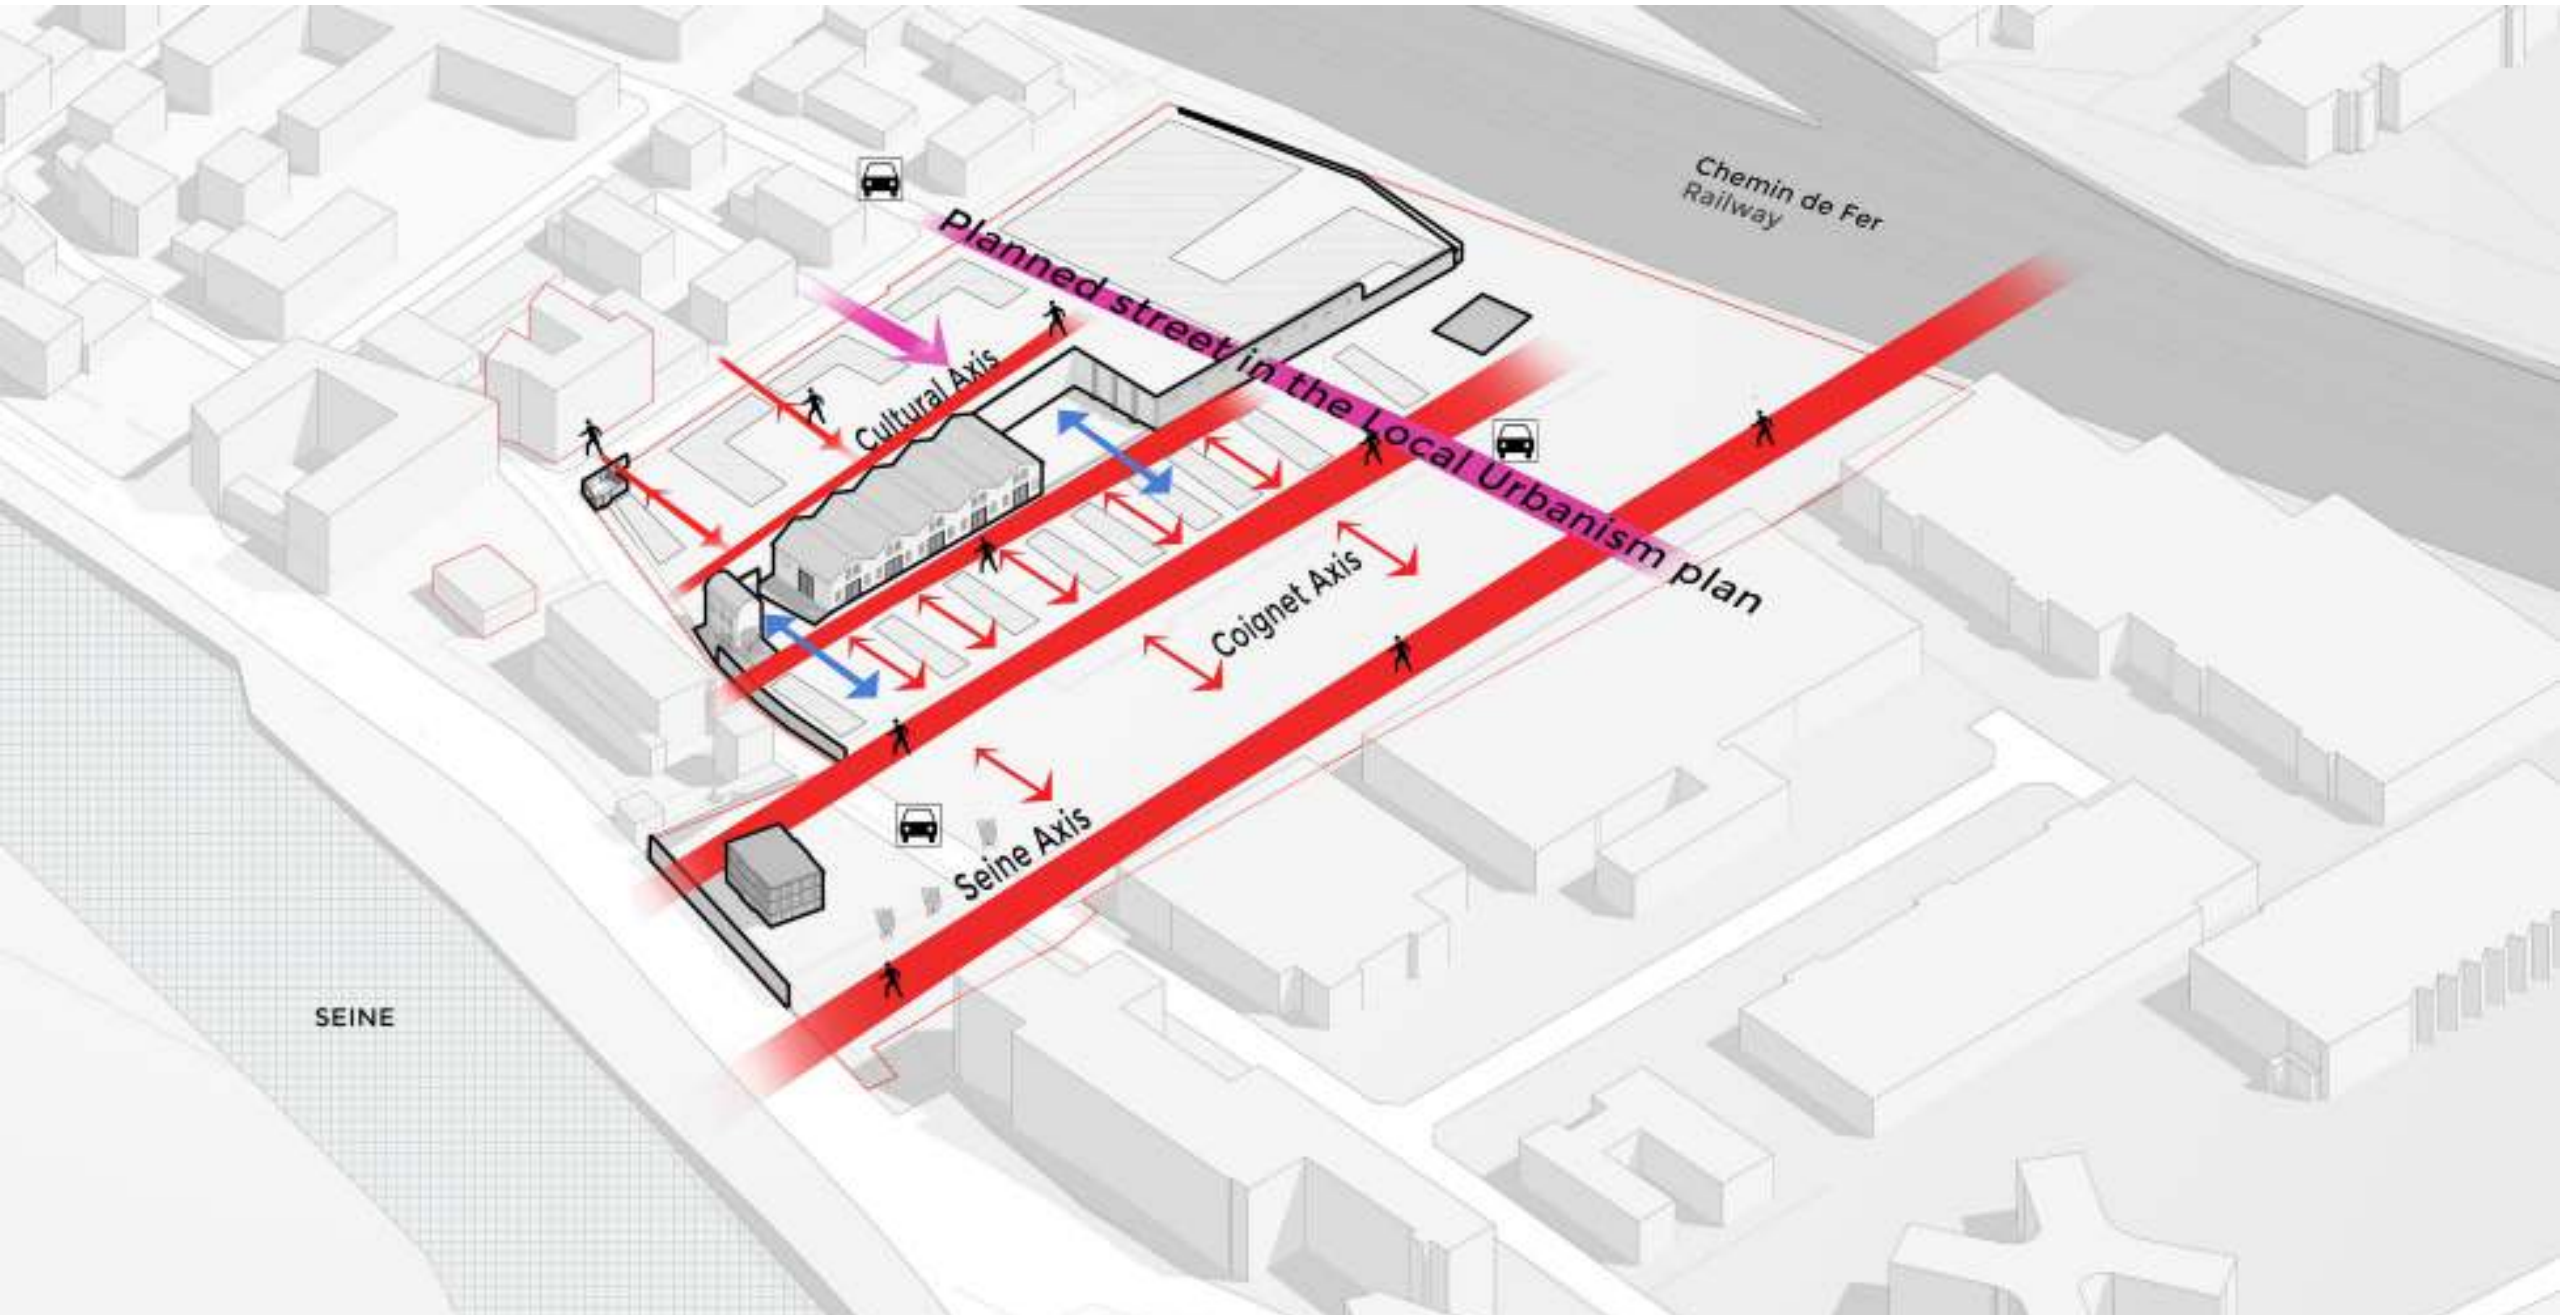 Chemin de Fer
Railway
Planned street in the Local Urbanism plan
Cultural Axis
Coignet Axis
Seine Axis
SEINE